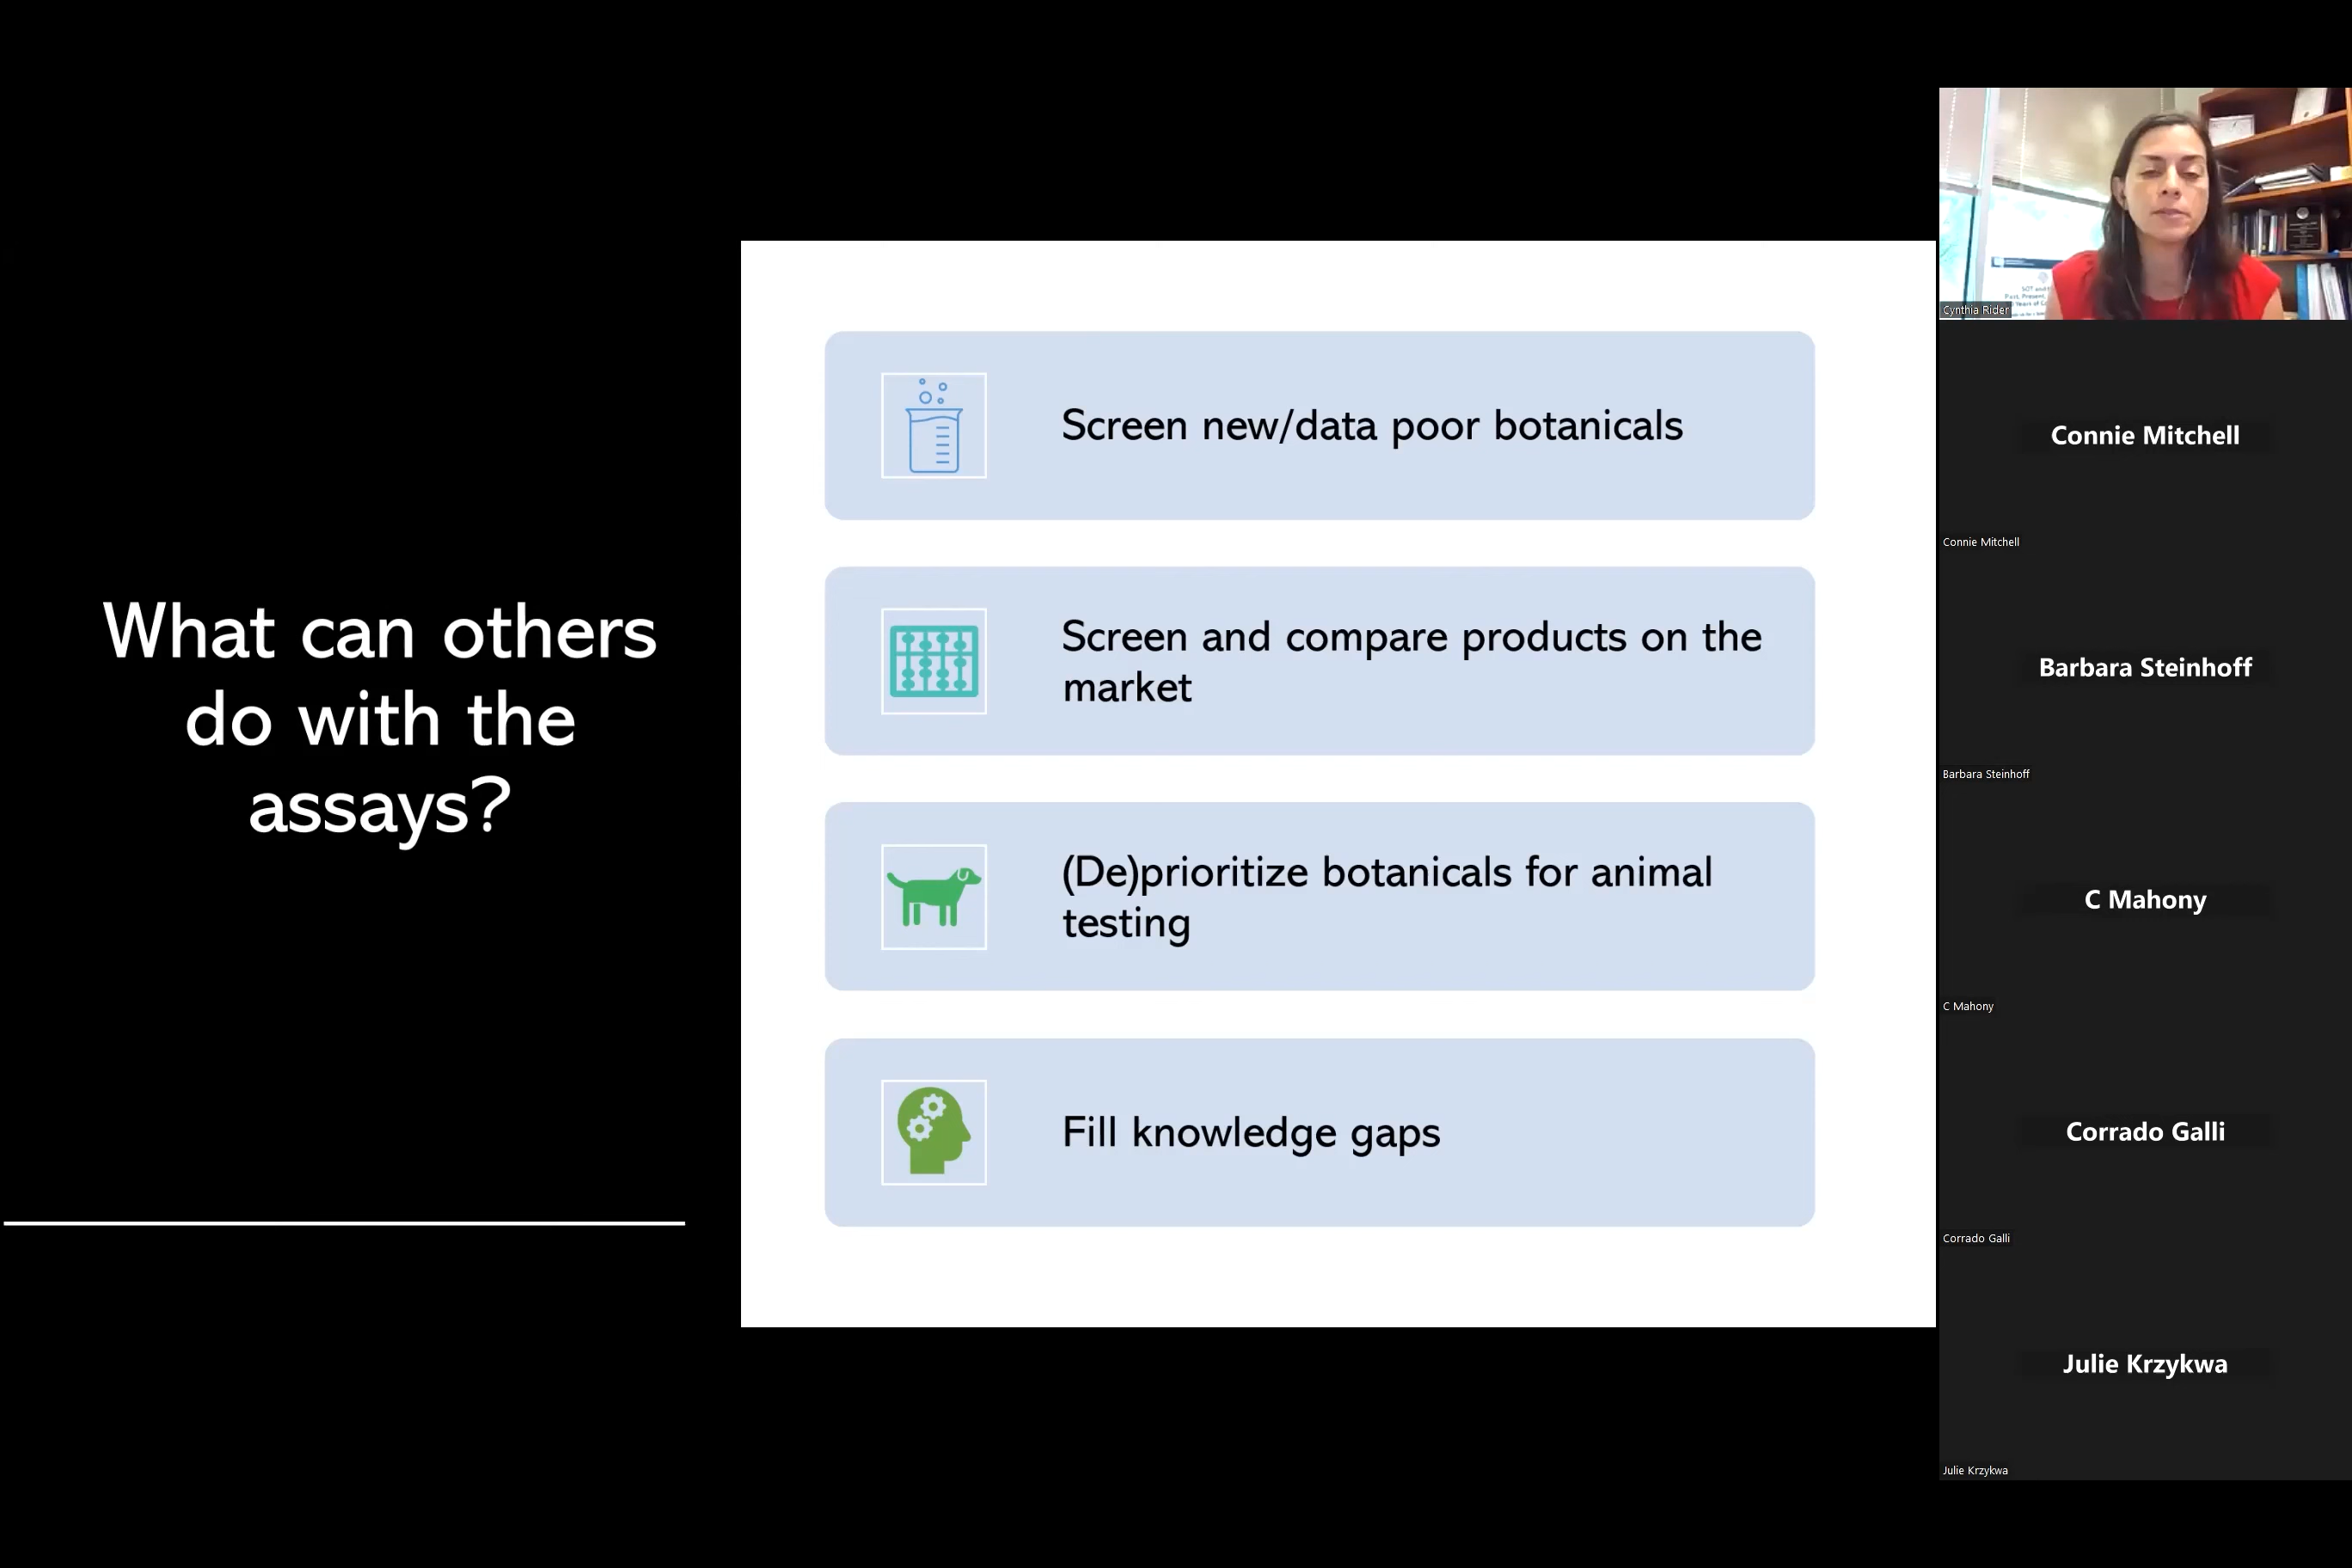 What can others
do with the
assays?
Screen new/data poor botanicals
Screen and compare products on the
market
(De)prioritize botanicals for animal
testing
Fill knowledge gaps
Cynthia Rider
Connie Mitchell
Connie Mitchell
Barbara Steinhoff
Barbara Steinhoff
C Mahony
C Mahony
Corrado Galli
Corrado Galli
Julie Krzykwa
Julie Krzykwa